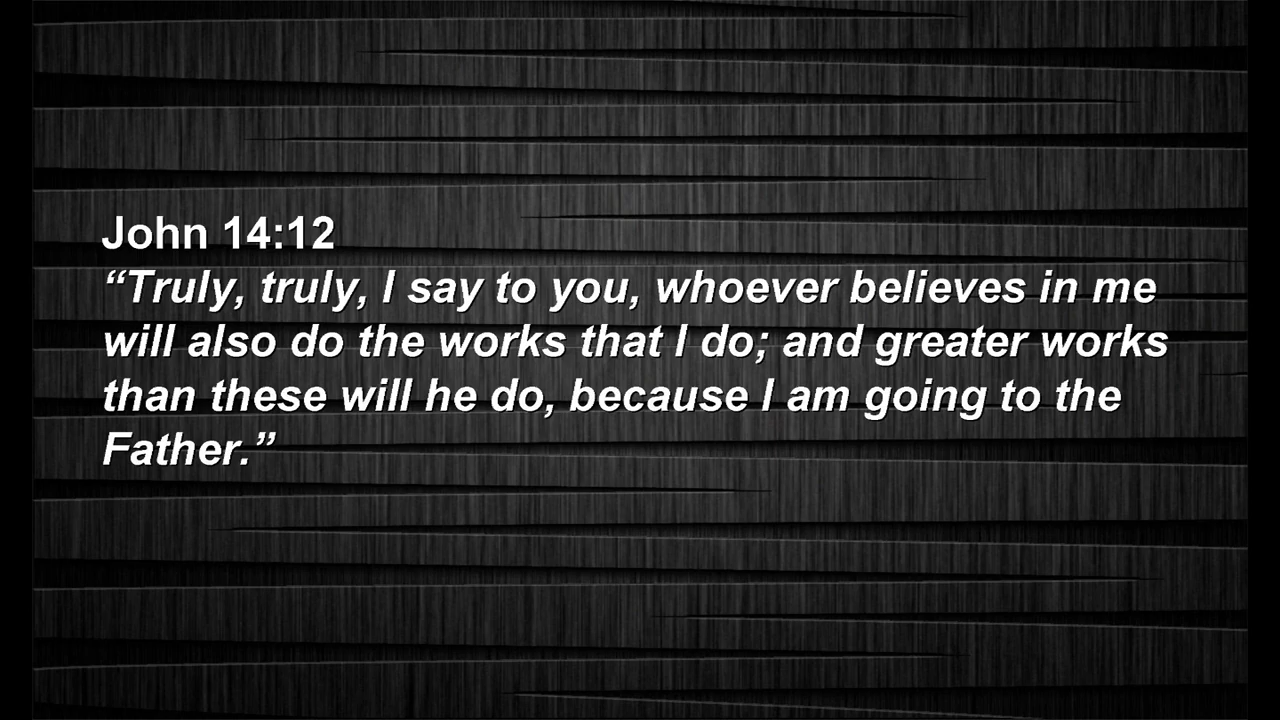 John 14:12
“Truly, truly, I say to you, whoever believes in me
will also do the works that I do; and greater works
than these will he do, because I am going to the
Father.”